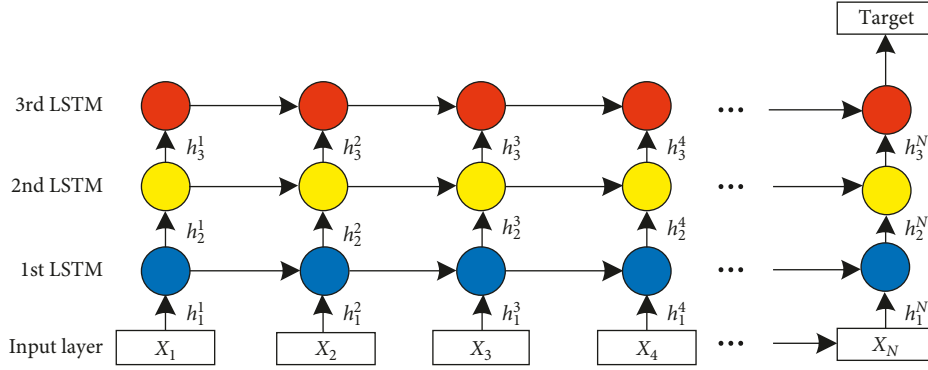 Target
3rd LSTM ...
h_3^1 h_3^2 h_3^3 h_3^4 h_3^N
2nd LSTM ...
h_2^1 h_2^2 h_2^3 h_2^4 h_2^N
1st LSTM ...
h_1^1 h_1^2 h_1^3 h_1^4 h_1^N
Input layer X_1 X_2 X_3 X_4 ... X_N